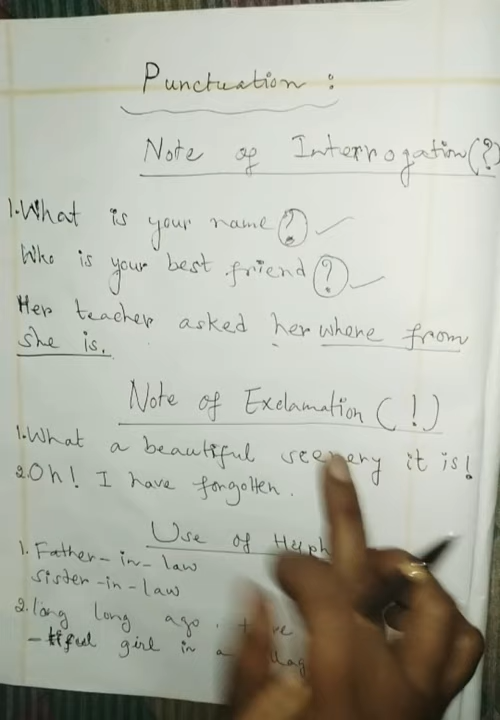 Punctuation :
Note of Interrogation (?)
1. What is your name ?
Who is your best friend ?
Her teacher asked her where from
she is.
Note of Exclamation ( ! )
1. What a beautiful scenery it is!
2. Oh! I have forgotten.
Use of
1. Father-in-law
sister-in-law
2. long long ago,
girl in a